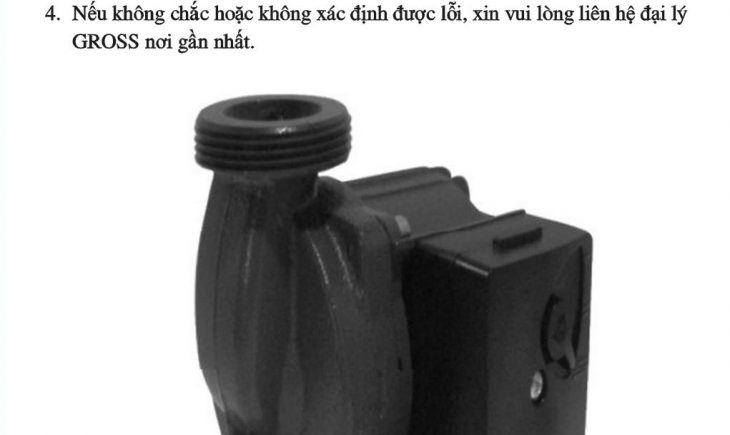 4. Nếu không chắc hoặc không xác định được lỗi, xin vui lòng liên hệ đại lý
GROSS nơi gần nhất.